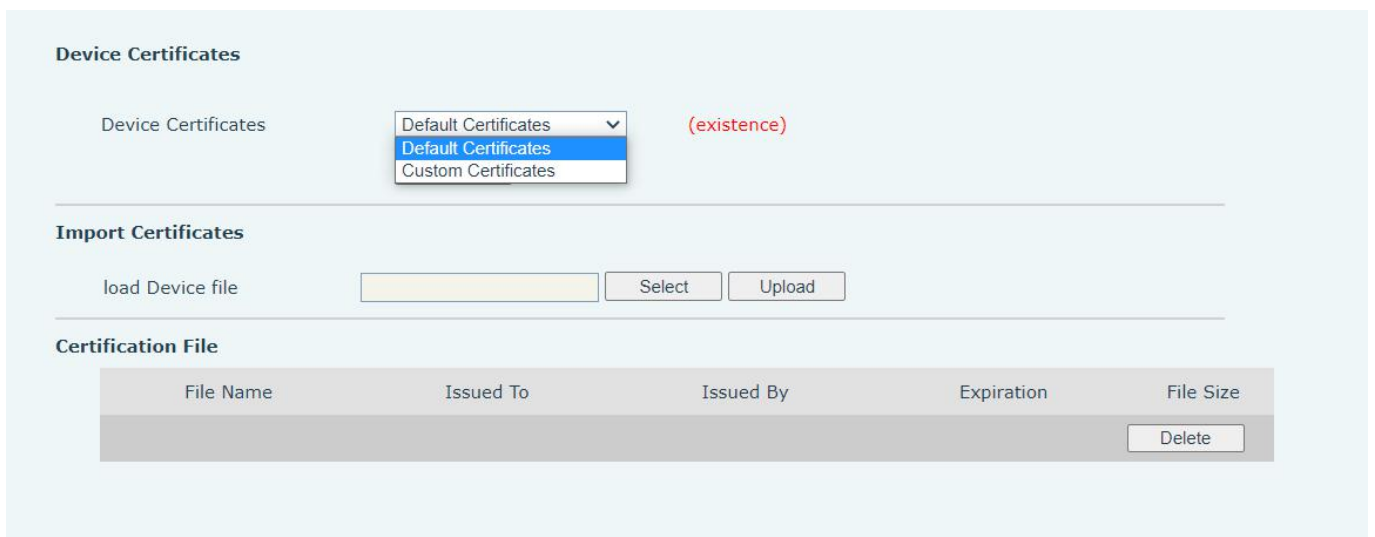 Device Certificates
Device Certificates Default Certificates (existence)
Default Certificates
Custom Certificates
Import Certificates
load Device file Select Upload
Certification File
File Name Issued To Issued By Expiration File Size
Delete